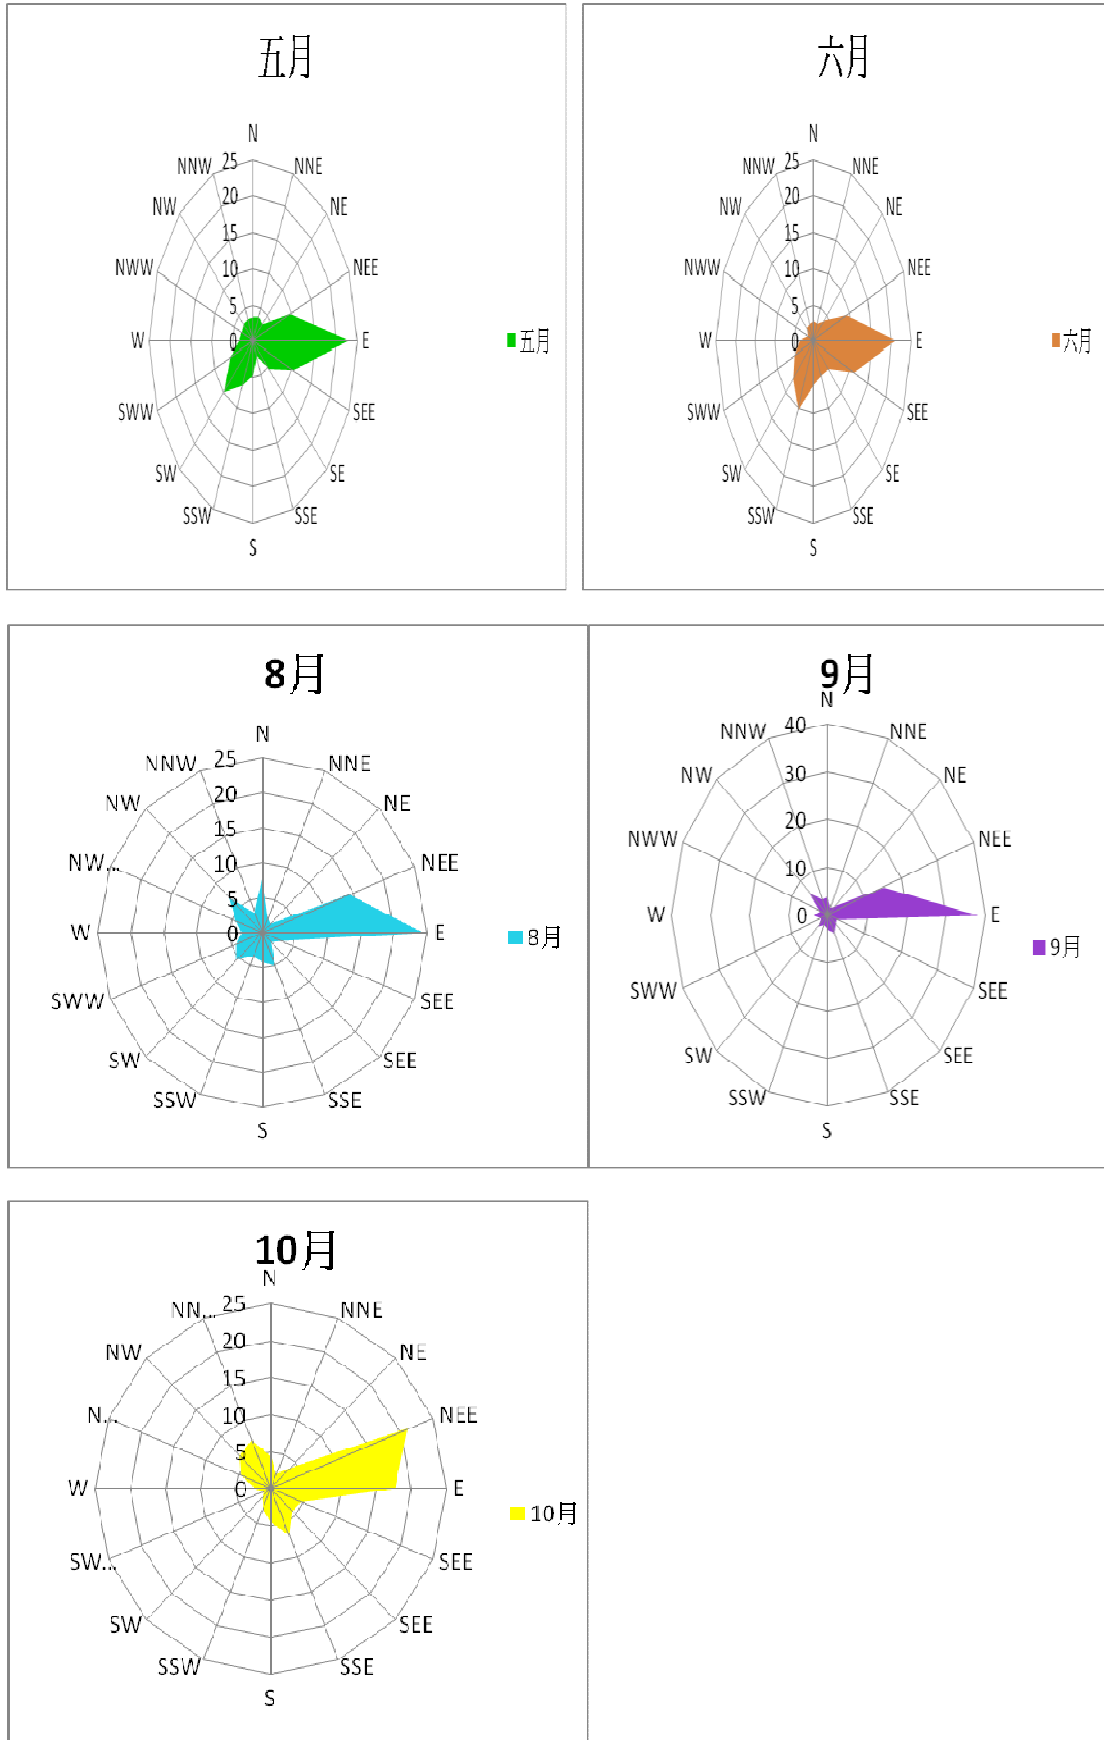 五月
N
NNW 25 NNE
NW 20 NE
15
NWW 10 NEE
5
W 0 E
SWW SEE
SW SE
SSW SSE
S
五月
六月
N
NNW 25 NNE
NW 20 NE
15
NWW 10 NEE
5
W 0 E
SWW SEE
SW SE
SSW SSE
S
六月
8月
N
NNW 25 NNE
NW 20 NE
15
NW... 10 NEE
5
W 0 E
SWW SEE
SW SEE
SSW SSE
S
8月
9月
N
NNW 40 NNE
NW 30 NE
20
NWW 10 NEE
W 0 E
SWW SEE
SW SEE
SSW SSE
S
9月
10月
N
NN... 25 NNE
NW 20 NE
15
N... 10 NEE
5
W 0 E
SW... SEE
SW SEE
SSW SSE
S
10月